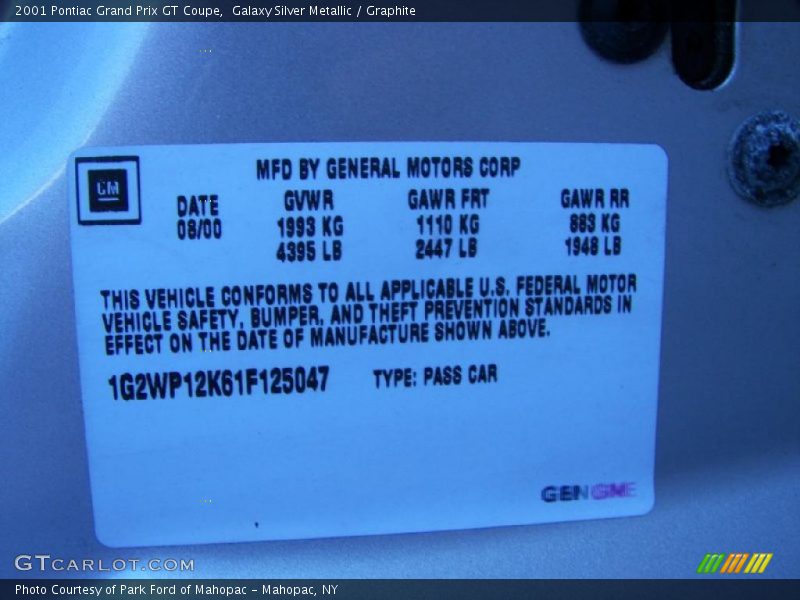 2001 Pontiac Grand Prix GT Coupe,  Galaxy Silver Metallic / Graphite
GM
MFD BY GENERAL MOTORS CORP
DATE GVWR GAWR FRT GAWR RR
08/00 1993 KG 1110 KG 883 KG
4395 LB 2447 LB 1948 LB
THIS VEHICLE CONFORMS TO ALL APPLICABLE U.S. FEDERAL MOTOR
VEHICLE SAFETY, BUMPER, AND THEFT PREVENTION STANDARDS IN
EFFECT ON THE DATE OF MANUFACTURE SHOWN ABOVE.
1G2WP12K61F125047 TYPE: PASS CAR
GENGME
GTCARLOT.COM
Photo Courtesy of Park Ford of Mahopac – Mahopac, NY